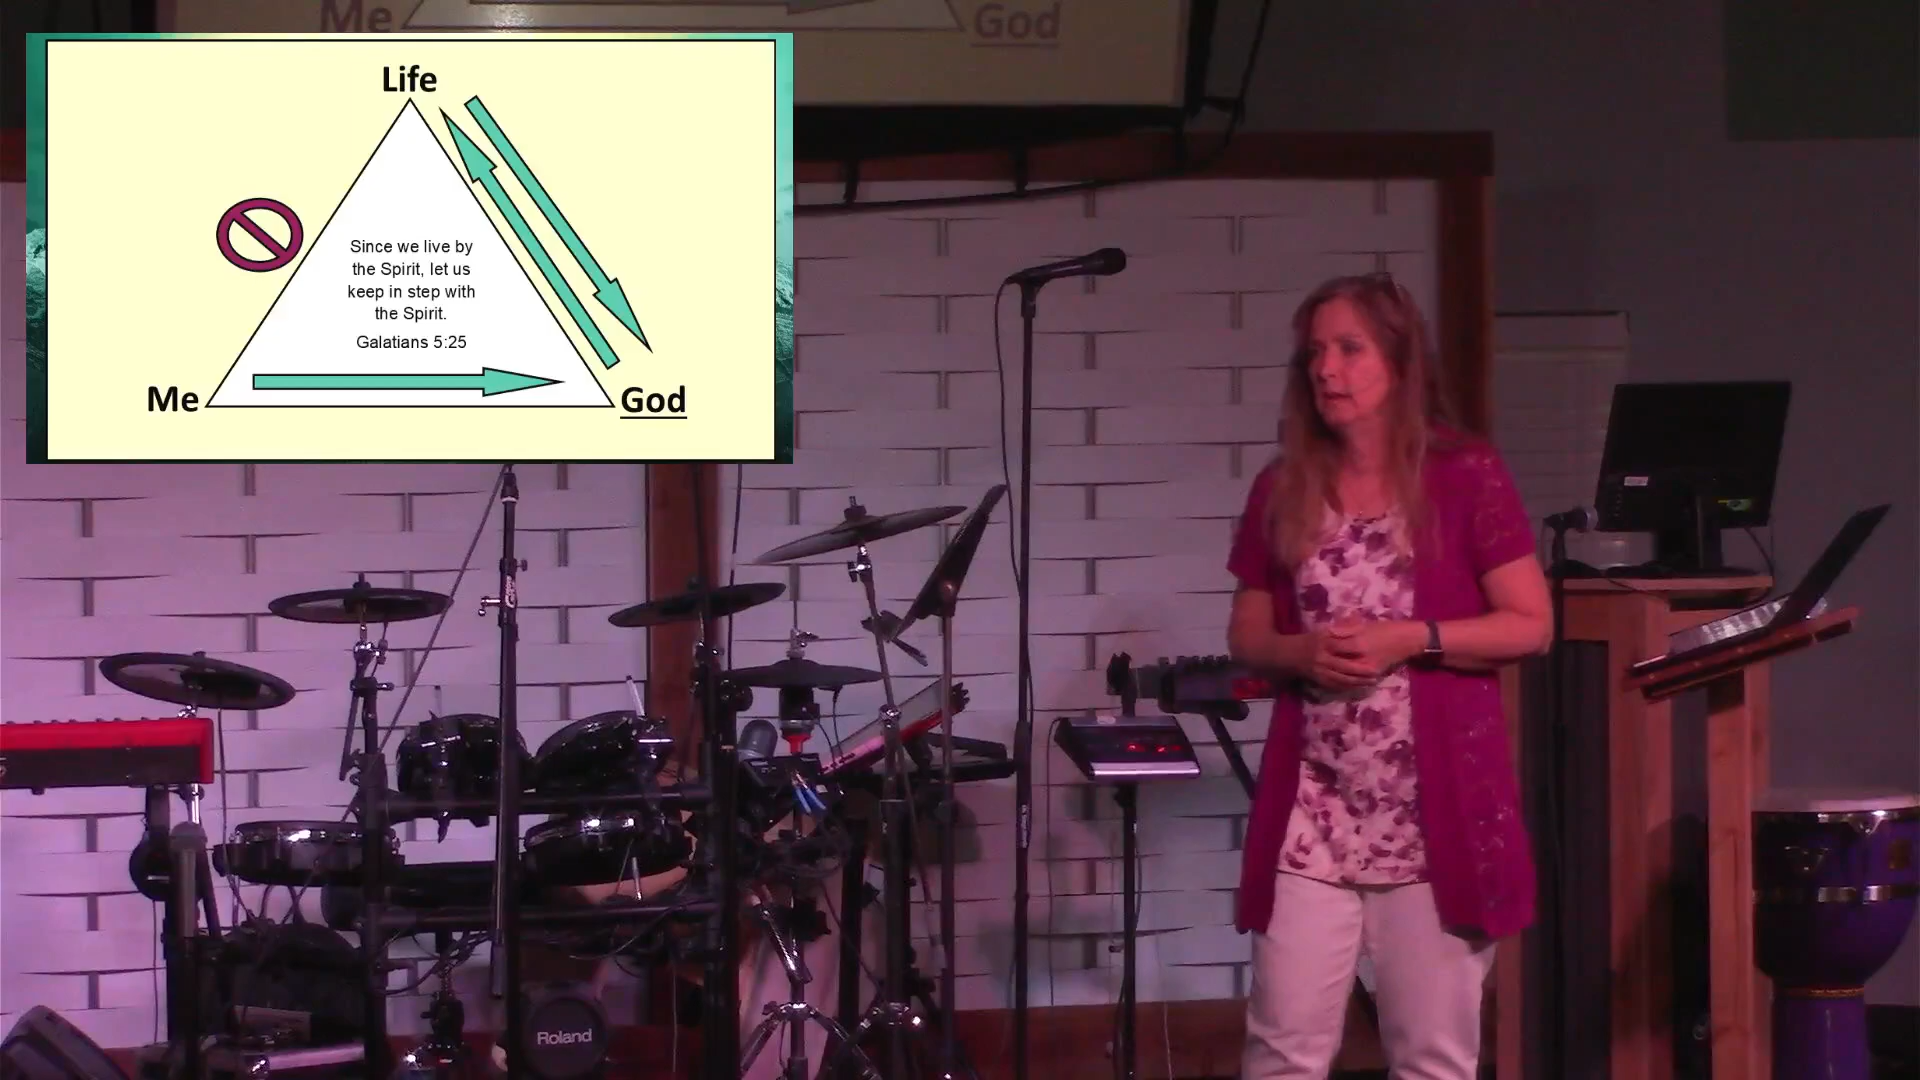 Me
God
Life
Since we live by
the Spirit, let us
keep in step with
the Spirit.
Galatians 5:25
Me
God
Roland